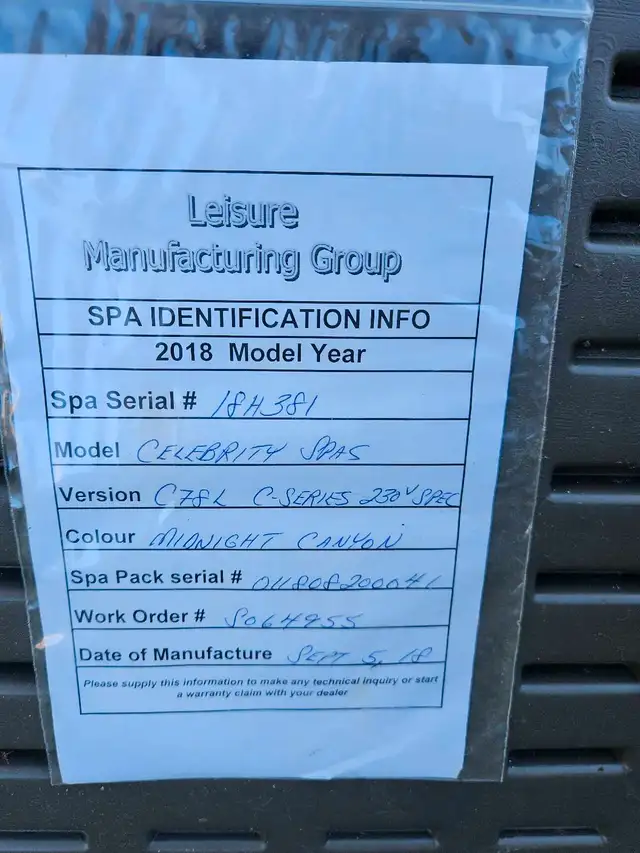 Leisure
Manufacturing Group
SPA IDENTIFICATION INFO
2018 Model Year
Spa Serial # 18H381
Model CELEBRITY SPAS
Version C78L C-SERIES 230V SPEC
Colour MIDNIGHT CANYON
Spa Pack serial # 011808200041
Work Order # S064955
Date of Manufacture SEPT 5, 18
Please supply this information to make any technical inquiry or start
a warranty claim with your dealer